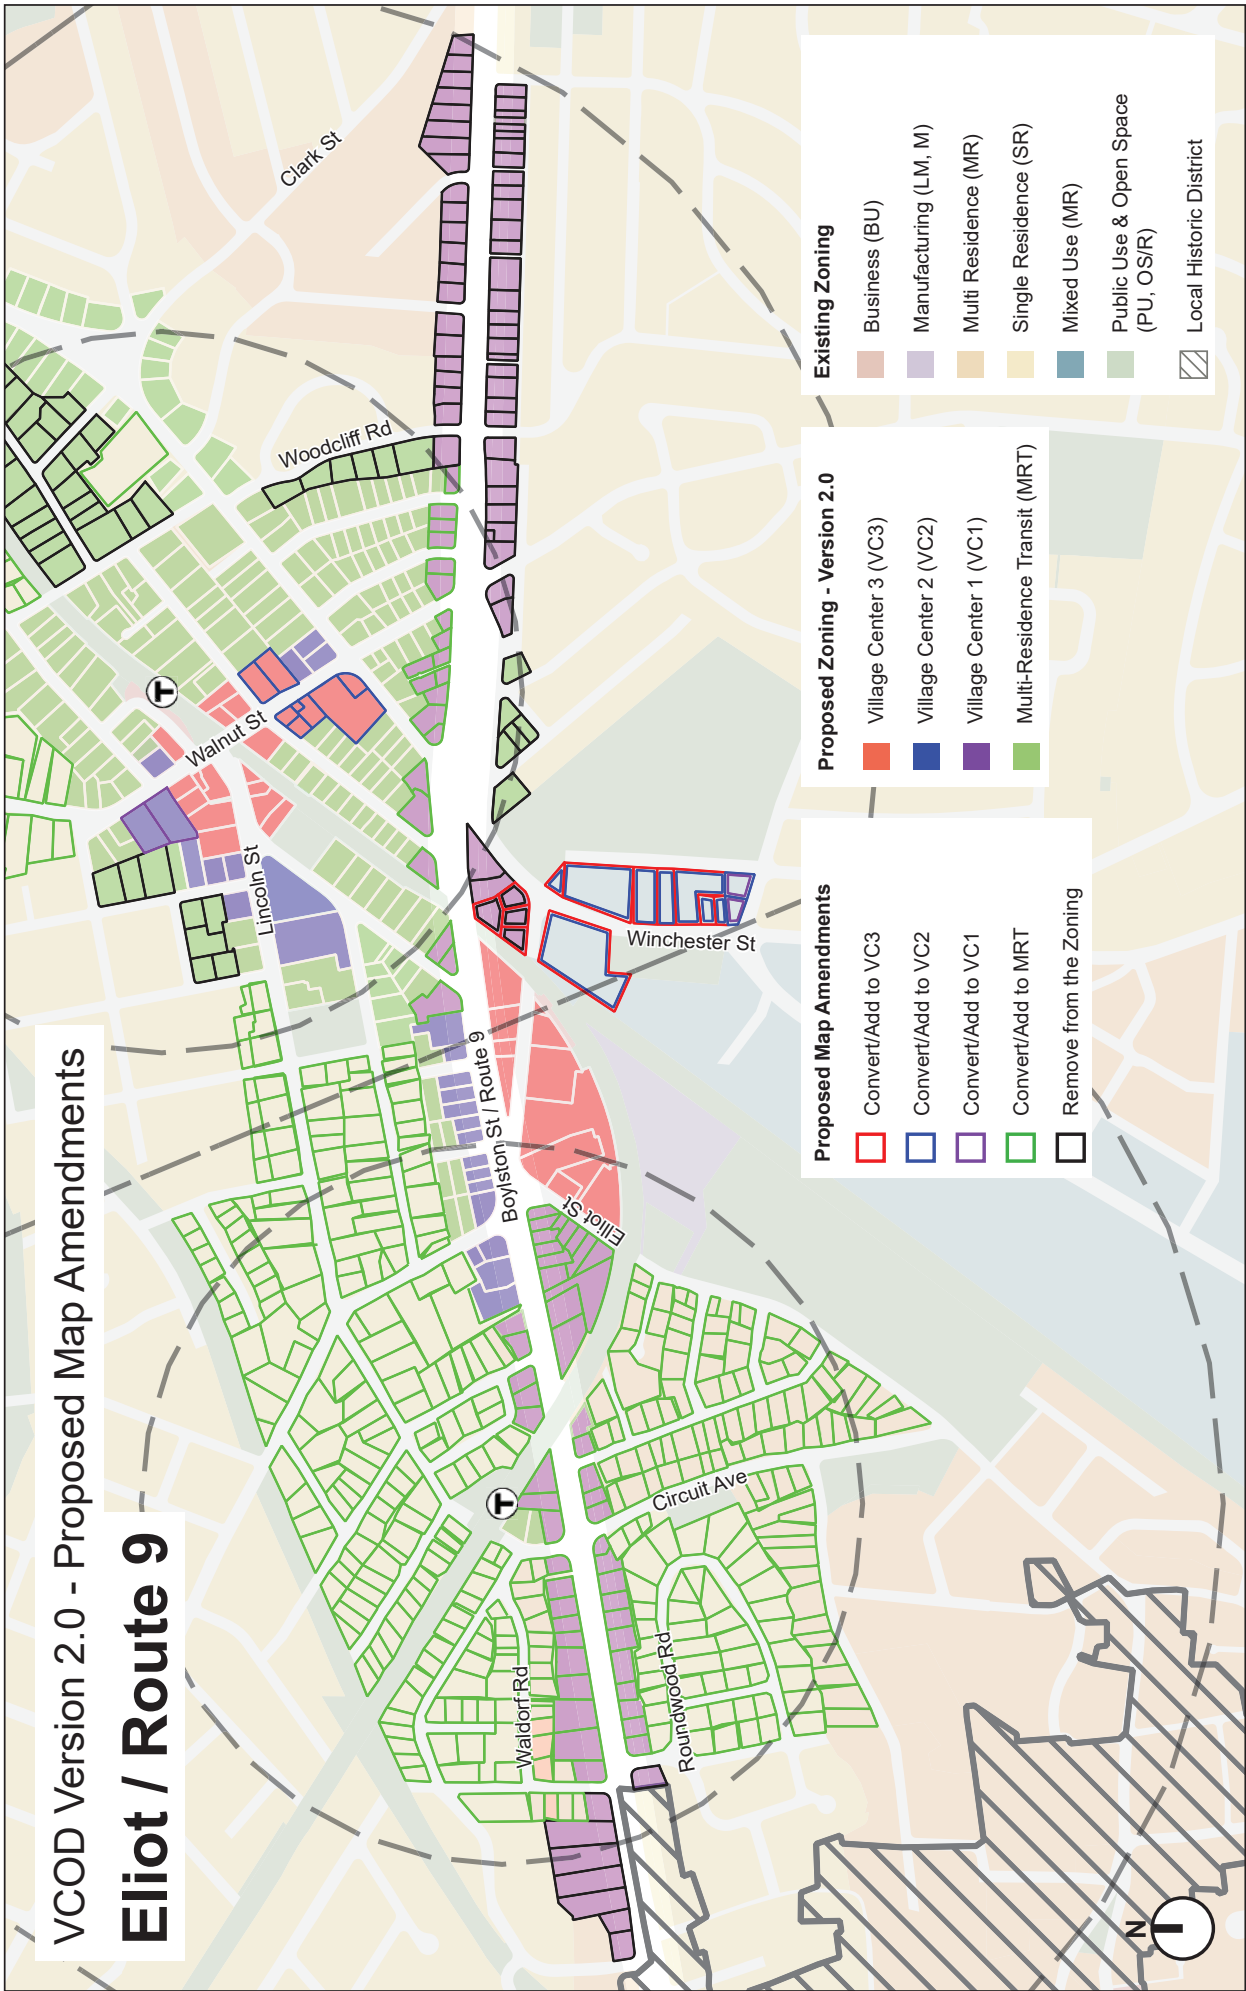 VCOD Version 2.0 - Proposed Map Amendments
Eliot / Route 9
Clark St
Woodcliff Rd
T
Walnut St
Lincoln St
Boylston St / Route 9
Winchester St
Elliot St
T
Circuit Ave
Waldorf Rd
Roundwood Rd
N
Proposed Map Amendments
Convert/Add to VC3
Convert/Add to VC2
Convert/Add to VC1
Convert/Add to MRT
Remove from the Zoning
Proposed Zoning - Version 2.0
Village Center 3 (VC3)
Village Center 2 (VC2)
Village Center 1 (VC1)
Multi-Residence Transit (MRT)
Existing Zoning
Business (BU)
Manufacturing (LM, M)
Multi Residence (MR)
Single Residence (SR)
Mixed Use (MR)
Public Use & Open Space
(PU, OS/R)
Local Historic District